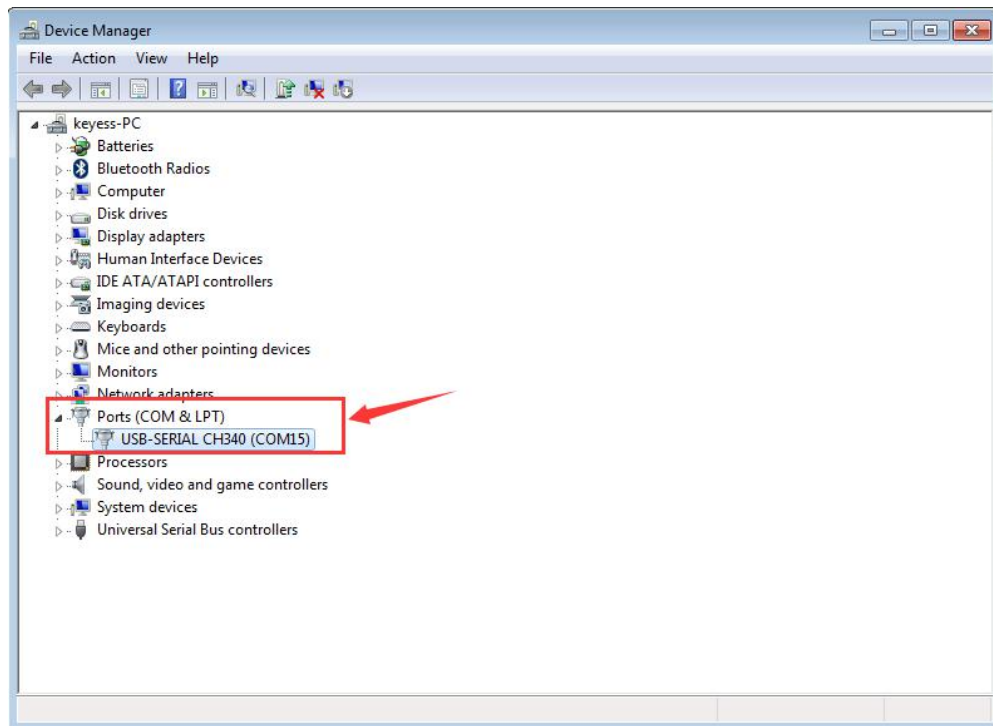 Device Manager
File Action View Help
keyess-PC
Batteries
Bluetooth Radios
Computer
Disk drives
Display adapters
Human Interface Devices
IDE ATA/ATAPI controllers
Imaging devices
Keyboards
Mice and other pointing devices
Monitors
Network adapters
Ports (COM & LPT)
USB-SERIAL CH340 (COM15)
Processors
Sound, video and game controllers
System devices
Universal Serial Bus controllers